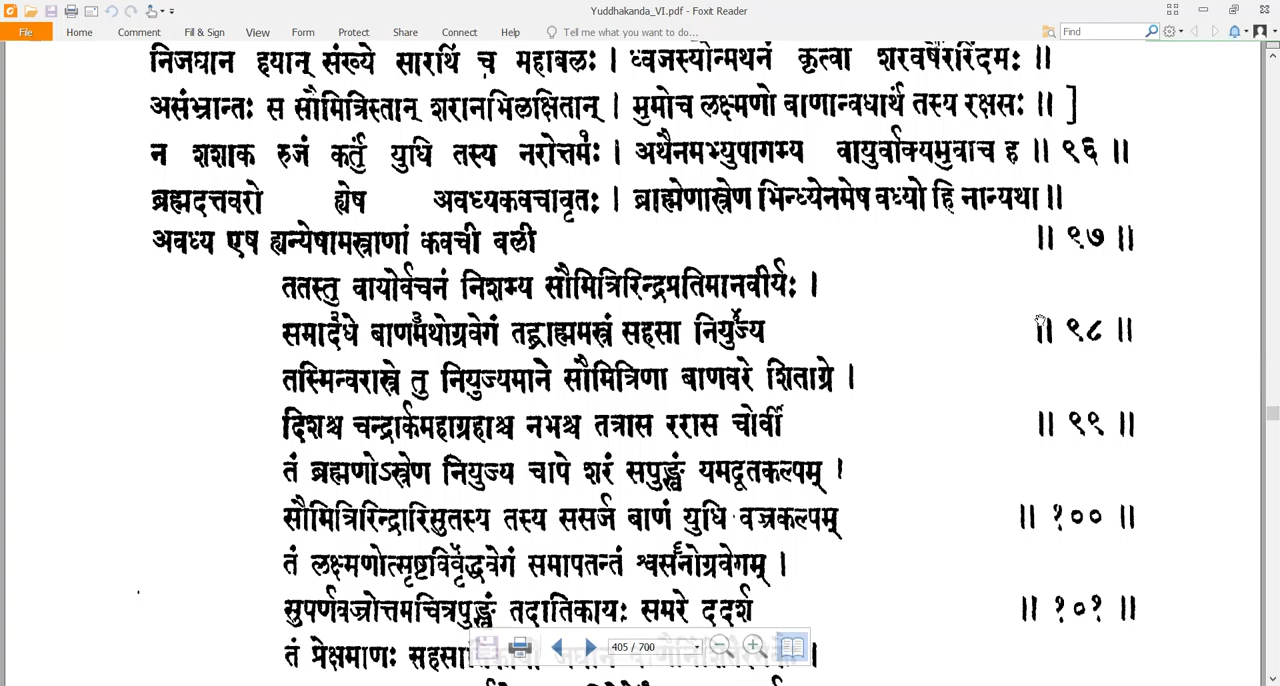 Yuddhakanda_VI.pdf - Foxit Reader
File Home Comment Fill & Sign View Form Protect Share Connect Help Tell me what you want to do... Find
निजघान हयान् संख्ये सारथिं च महाबलः । ध्वजस्योन्मथनं कृत्वा शरवर्षैररिंदमः ॥
असंभ्रान्तः स सौमित्रिस्तान् शरानभिलक्षितान् । मुमोच लक्ष्मणो बाणान्वधार्थं तस्य रक्षसः ॥ ]
न शशाक रुजं कर्तुं युधि तस्य नरोत्तमः । अथैनमभ्युपागम्य वायुर्वाक्यमुवाच ह ॥ ९६ ॥
ब्रह्मदत्तवरो ह्येष अवध्यकवचावृतः । ब्राह्मेणास्त्रेण भिन्ध्येनमेष वध्यो हि नान्यथा ॥
अवध्य एष ह्यन्येषामस्त्राणां कवची बली ॥ ९७ ॥
ततस्तु वायोर्वचनं निशम्य सौमित्रिरिन्द्रप्रतिमानवीर्यः ।
समादधे बाणमथोग्रवेगं तद्ब्राह्ममस्त्रं सहसा नियुज्य ॥ ९८ ॥
तस्मिन्वरास्त्रे तु नियुज्यमाने सौमित्रिणा बाणवरे शिताग्रे ।
दिशश्च चन्द्रार्कमहाग्रहाश्च नभश्च तत्रास ररास चोर्वी ॥ ९९ ॥
तं ब्रह्मणोऽस्त्रेण नियुज्य चापे शरं सपुङ्खं यमदूतकल्पम् ।
सौमित्रिरिन्द्रारिसुतस्य तस्य ससर्ज बाणं युधि वज्रकल्पम् ॥ १०० ॥
तं लक्ष्मणोत्सृष्टविवृद्धवेगं समापतन्तं श्वसनोग्रवेगम् ।
सुपर्णवज्रोत्तमचित्रपुङ्खं तदातिकायः समरे ददर्श ॥ १०१ ॥
तं प्रेक्षमाणः ।
405 / 700